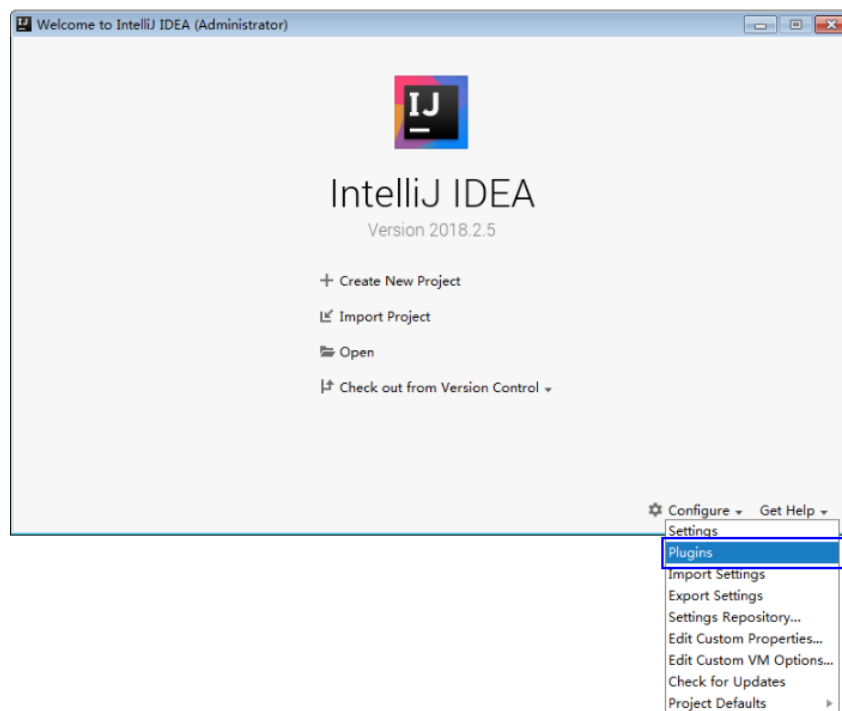 Welcome to IntelliJ IDEA (Administrator)
IJ
IntelliJ IDEA
Version 2018.2.5
Create New Project
Import Project
Open
Check out from Version Control
Configure Get Help
Settings
Plugins
Import Settings
Export Settings
Settings Repository...
Edit Custom Properties...
Edit Custom VM Options...
Check for Updates
Project Defaults